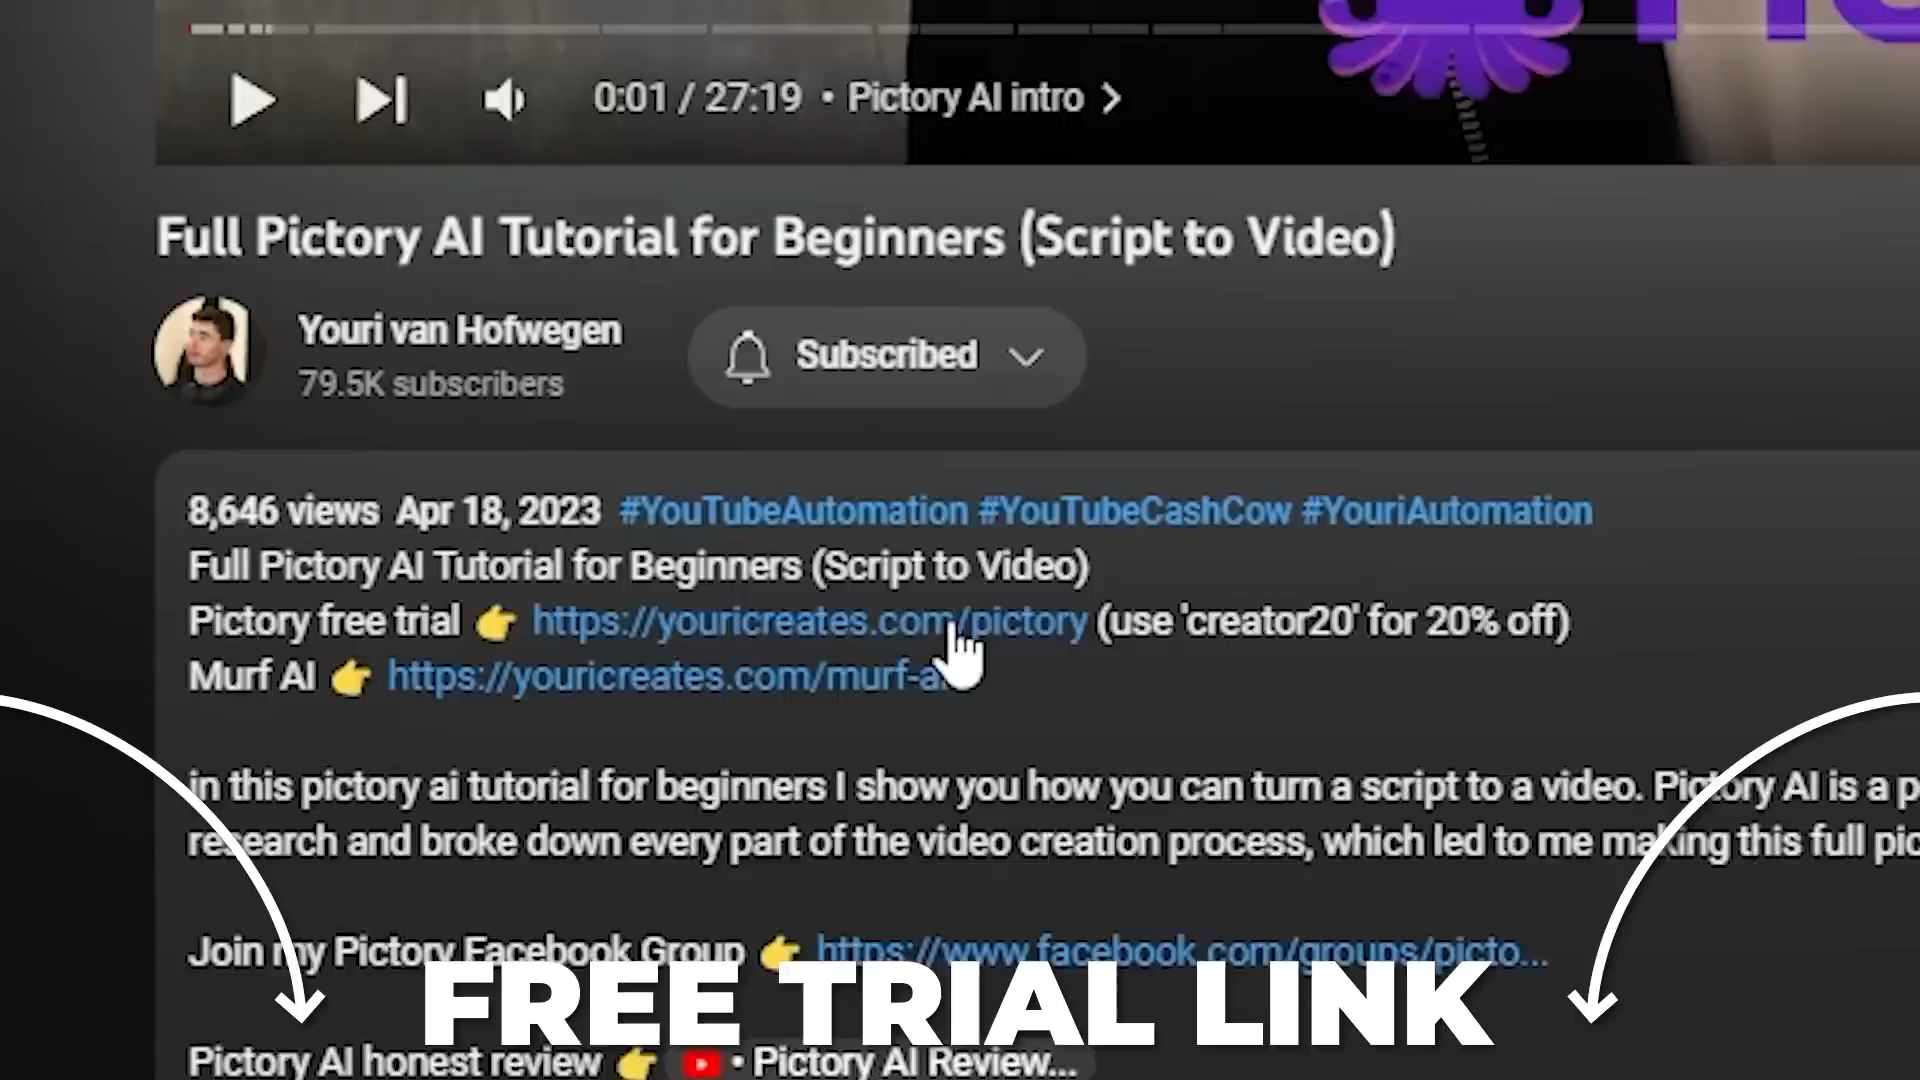 0:01 / 27:19 • Pictory AI intro
Full Pictory AI Tutorial for Beginners (Script to Video)
Youri van Hofwegen
79.5K subscribers
Subscribed
8,646 views Apr 18, 2023 #YouTubeAutomation #YouTubeCashCow #YouriAutomation
Full Pictory AI Tutorial for Beginners (Script to Video)
Pictory free trial 👉 https://youricreates.com/pictory (use 'creator20' for 20% off)
Murf AI 👉 https://youricreates.com/murf-a
in this pictory ai tutorial for beginners I show you how you can turn a script to a video. Pictory AI is a p
research and broke down every part of the video creation process, which led to me making this full pic
Join my Pictory Facebook Group 👉 https://www.facebook.com/groups/picto...
FREE TRIAL LINK
Pictory AI honest review 👉 • Pictory AI Review...